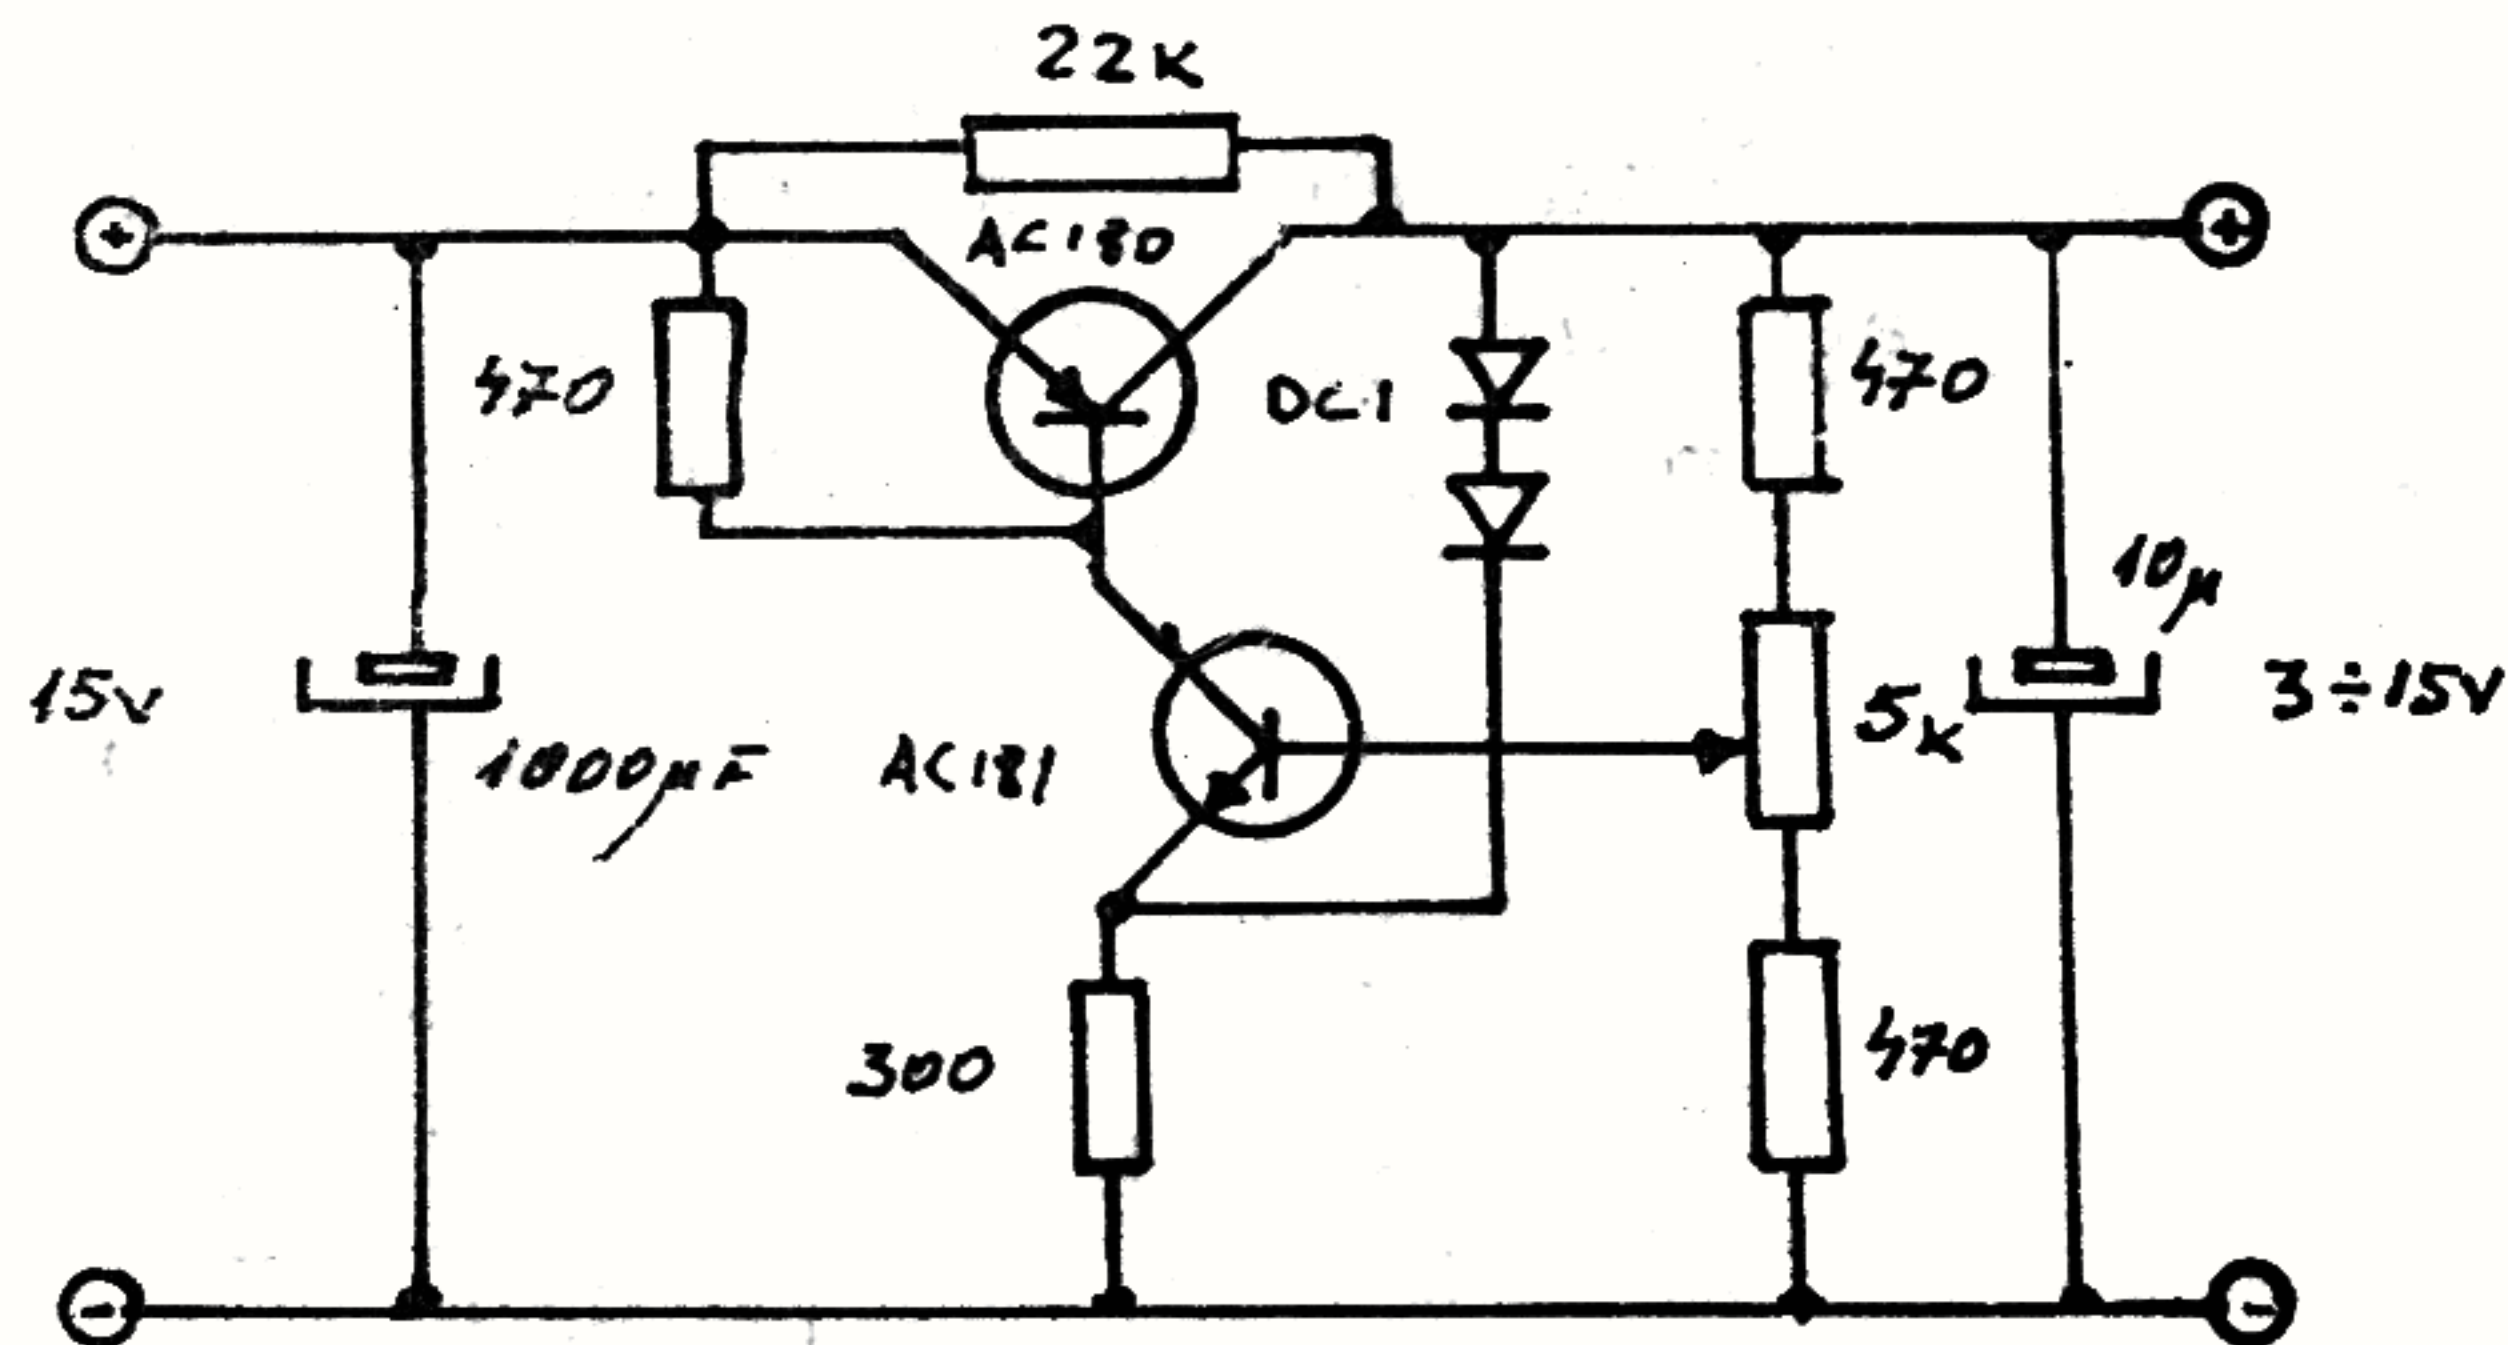 22K
+
AC180
+
470
DC1
470
10µ
15V
1000µF
AC181
5K
3÷15V
300
470
-
-